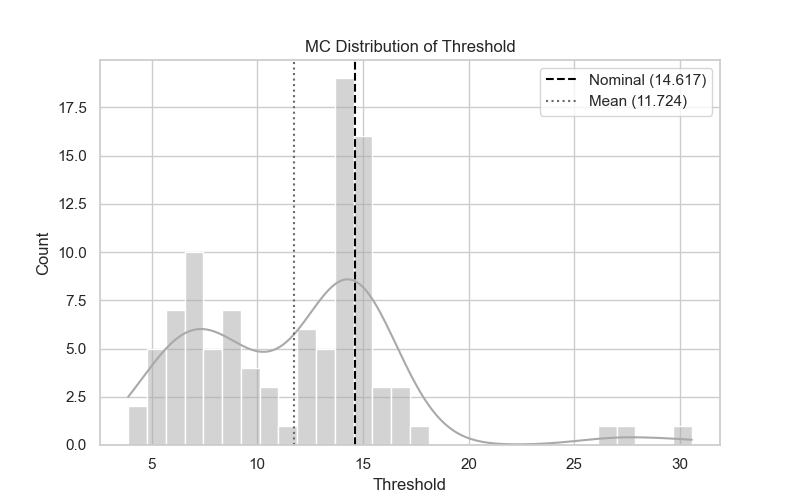 MC Distribution of Threshold
Nominal (14.617)
Mean (11.724)
17.5
15.0
12.5
10.0
7.5
5.0
2.5
0.0
Count
5 10 15 20 25 30
Threshold